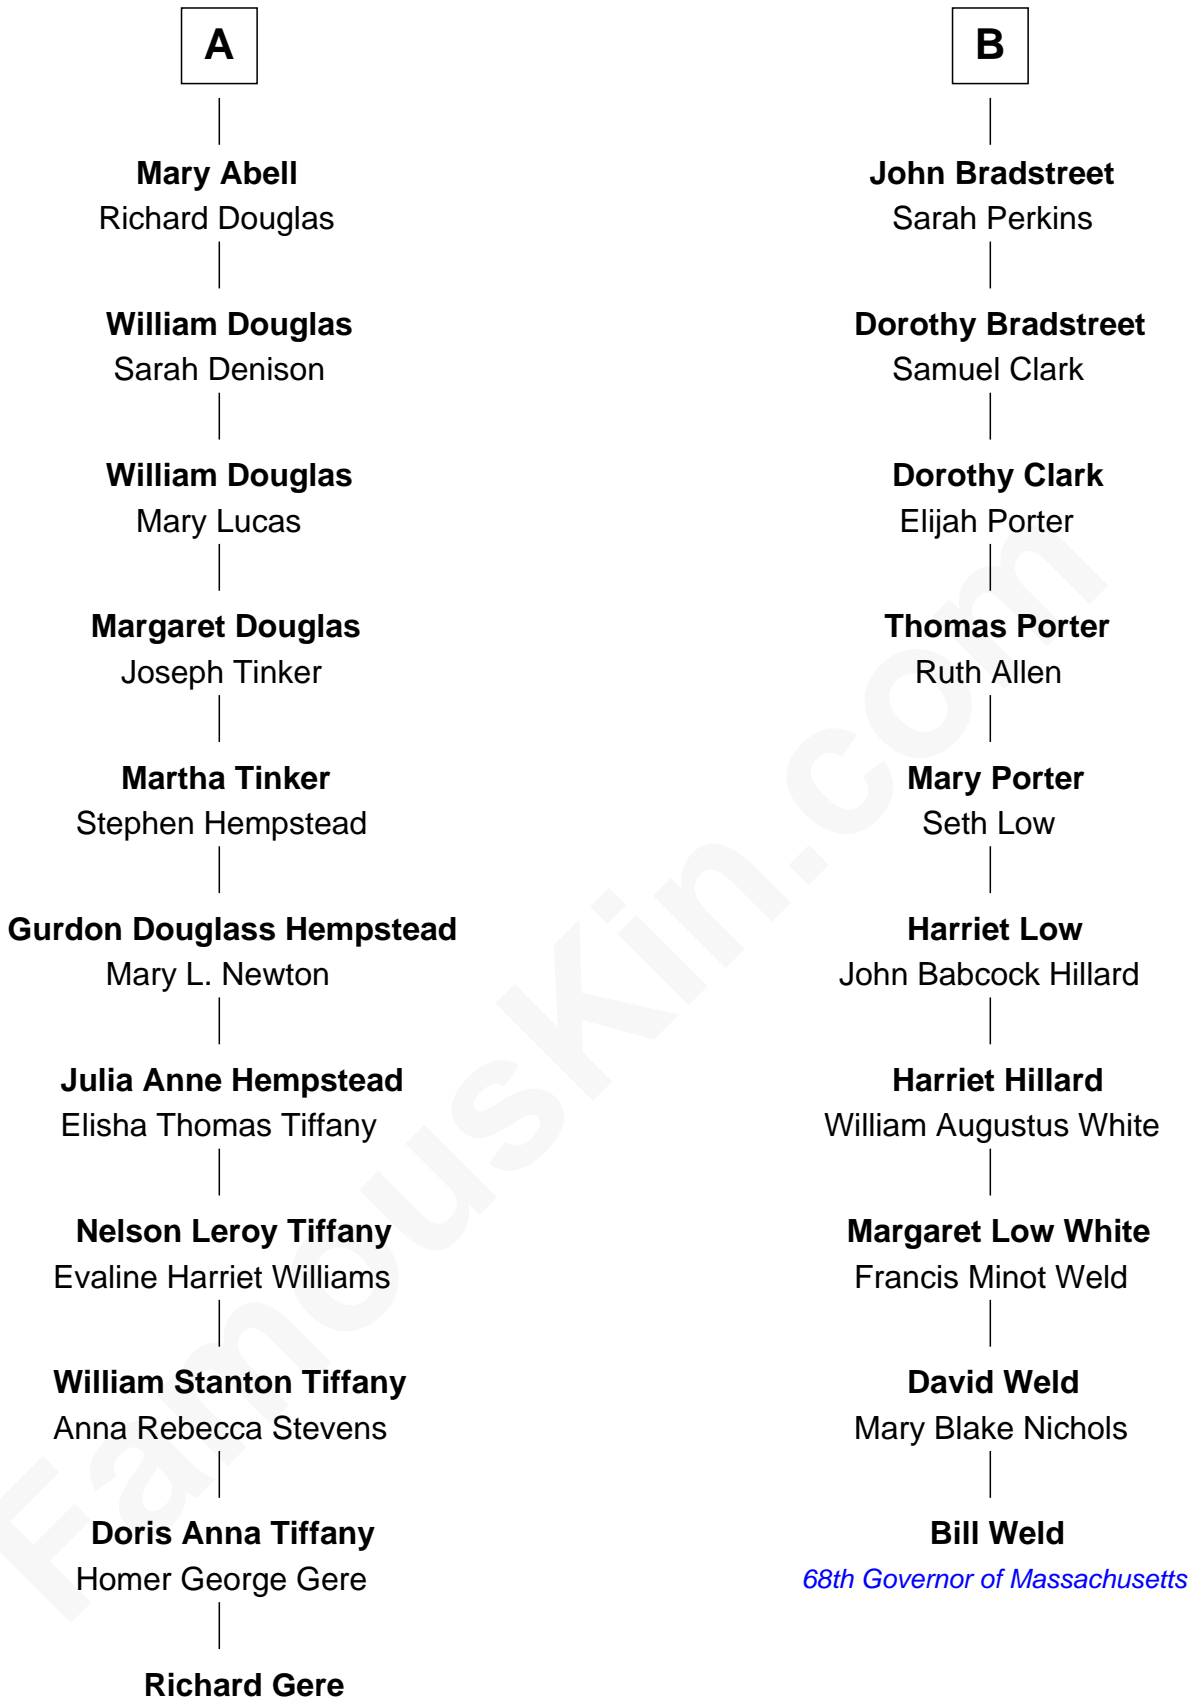 A
Mary Abell
Richard Douglas
William Douglas
Sarah Denison
William Douglas
Mary Lucas
Margaret Douglas
Joseph Tinker
Martha Tinker
Stephen Hempstead
Gurdon Douglass Hempstead
Mary L. Newton
Julia Anne Hempstead
Elisha Thomas Tiffany
Nelson Leroy Tiffany
Evaline Harriet Williams
William Stanton Tiffany
Anna Rebecca Stevens
Doris Anna Tiffany
Homer George Gere
Richard Gere
B
John Bradstreet
Sarah Perkins
Dorothy Bradstreet
Samuel Clark
Dorothy Clark
Elijah Porter
Thomas Porter
Ruth Allen
Mary Porter
Seth Low
Harriet Low
John Babcock Hillard
Harriet Hillard
William Augustus White
Margaret Low White
Francis Minot Weld
David Weld
Mary Blake Nichols
Bill Weld
68th Governor of Massachusetts
FamousKin.com